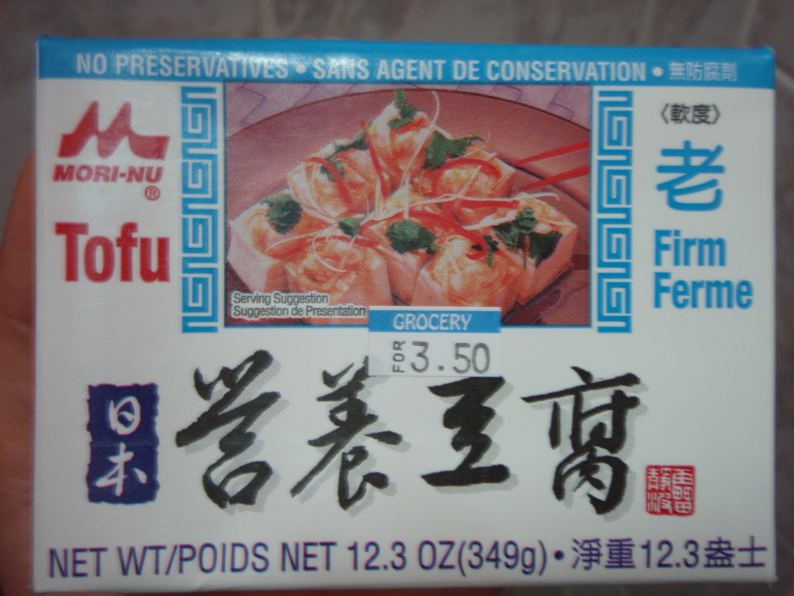 NO PRESERVATIVES • SANS AGENT DE CONSERVATION • 無防腐劑
MORI-NU
®
Tofu
〈軟度〉
老
Firm
Ferme
Serving Suggestion
Suggestion de Presentation
GROCERY
FOR 3.50
日本
营養豆腐
NET WT/POIDS NET 12.3 OZ(349g) • 淨重12.3盎士